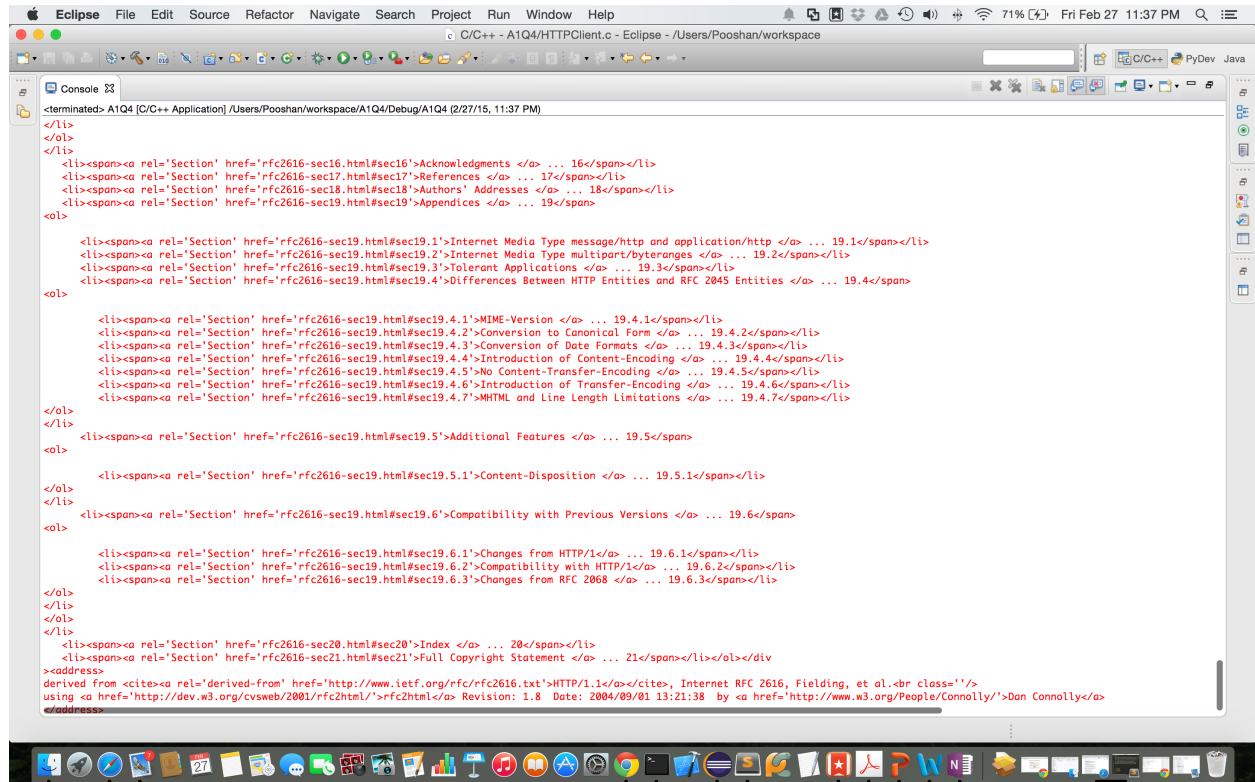 Eclipse File Edit Source Refactor Navigate Search Project Run Window Help 71% Fri Feb 27 11:37 PM
C/C++ - A1Q4/HTTPClient.c - Eclipse - /Users/Pooshan/workspace
C/C++ PyDev Java
Console
<terminated> A1Q4 [C/C++ Application] /Users/Pooshan/workspace/A1Q4/Debug/A1Q4 (2/27/15, 11:37 PM)
</li>
</ol>
</li>
<li><span><a rel='Section' href='rfc2616-sec16.html#sec16'>Acknowledgments </a> ... 16</span></li>
<li><span><a rel='Section' href='rfc2616-sec17.html#sec17'>References </a> ... 17</span></li>
<li><span><a rel='Section' href='rfc2616-sec18.html#sec18'>Authors' Addresses </a> ... 18</span></li>
<li><span><a rel='Section' href='rfc2616-sec19.html#sec19'>Appendices </a> ... 19</span>
<ol>
<li><span><a rel='Section' href='rfc2616-sec19.html#sec19.1'>Internet Media Type message/http and application/http </a> ... 19.1</span></li>
<li><span><a rel='Section' href='rfc2616-sec19.html#sec19.2'>Internet Media Type multipart/byteranges </a> ... 19.2</span></li>
<li><span><a rel='Section' href='rfc2616-sec19.html#sec19.3'>Tolerant Applications </a> ... 19.3</span></li>
<li><span><a rel='Section' href='rfc2616-sec19.html#sec19.4'>Differences Between HTTP Entities and RFC 2045 Entities </a> ... 19.4</span>
<ol>
<li><span><a rel='Section' href='rfc2616-sec19.html#sec19.4.1'>MIME-Version </a> ... 19.4.1</span></li>
<li><span><a rel='Section' href='rfc2616-sec19.html#sec19.4.2'>Conversion to Canonical Form </a> ... 19.4.2</span></li>
<li><span><a rel='Section' href='rfc2616-sec19.html#sec19.4.3'>Conversion of Date Formats </a> ... 19.4.3</span></li>
<li><span><a rel='Section' href='rfc2616-sec19.html#sec19.4.4'>Introduction of Content-Encoding </a> ... 19.4.4</span></li>
<li><span><a rel='Section' href='rfc2616-sec19.html#sec19.4.5'>No Content-Transfer-Encoding </a> ... 19.4.5</span></li>
<li><span><a rel='Section' href='rfc2616-sec19.html#sec19.4.6'>Introduction of Transfer-Encoding </a> ... 19.4.6</span></li>
<li><span><a rel='Section' href='rfc2616-sec19.html#sec19.4.7'>MHTML and Line Length Limitations </a> ... 19.4.7</span></li>
</ol>
</li>
<li><span><a rel='Section' href='rfc2616-sec19.html#sec19.5'>Additional Features </a> ... 19.5</span>
<ol>
<li><span><a rel='Section' href='rfc2616-sec19.html#sec19.5.1'>Content-Disposition </a> ... 19.5.1</span></li>
</ol>
</li>
<li><span><a rel='Section' href='rfc2616-sec19.html#sec19.6'>Compatibility with Previous Versions </a> ... 19.6</span>
<ol>
<li><span><a rel='Section' href='rfc2616-sec19.html#sec19.6.1'>Changes from HTTP/1</a> ... 19.6.1</span></li>
<li><span><a rel='Section' href='rfc2616-sec19.html#sec19.6.2'>Compatibility with HTTP/1</a> ... 19.6.2</span></li>
<li><span><a rel='Section' href='rfc2616-sec19.html#sec19.6.3'>Changes from RFC 2068 </a> ... 19.6.3</span></li>
</ol>
</li>
</ol>
</li>
<li><span><a rel='Section' href='rfc2616-sec20.html#sec20'>Index </a> ... 20</span></li>
<li><span><a rel='Section' href='rfc2616-sec21.html#sec21'>Full Copyright Statement </a> ... 21</span></li></ol></div
><address>
derived from <cite><a rel='derived-from' href='http://www.ietf.org/rfc/rfc2616.txt'>HTTP/1.1</a></cite>, Internet RFC 2616, Fielding, et al.<br class=''/>
using <a href='http://dev.w3.org/cvsweb/2001/rfc2html/'>rfc2html</a> Revision: 1.8 Date: 2004/09/01 13:21:38 by <a href='http://www.w3.org/People/Connolly/'>Dan Connolly</a>
</address>
27